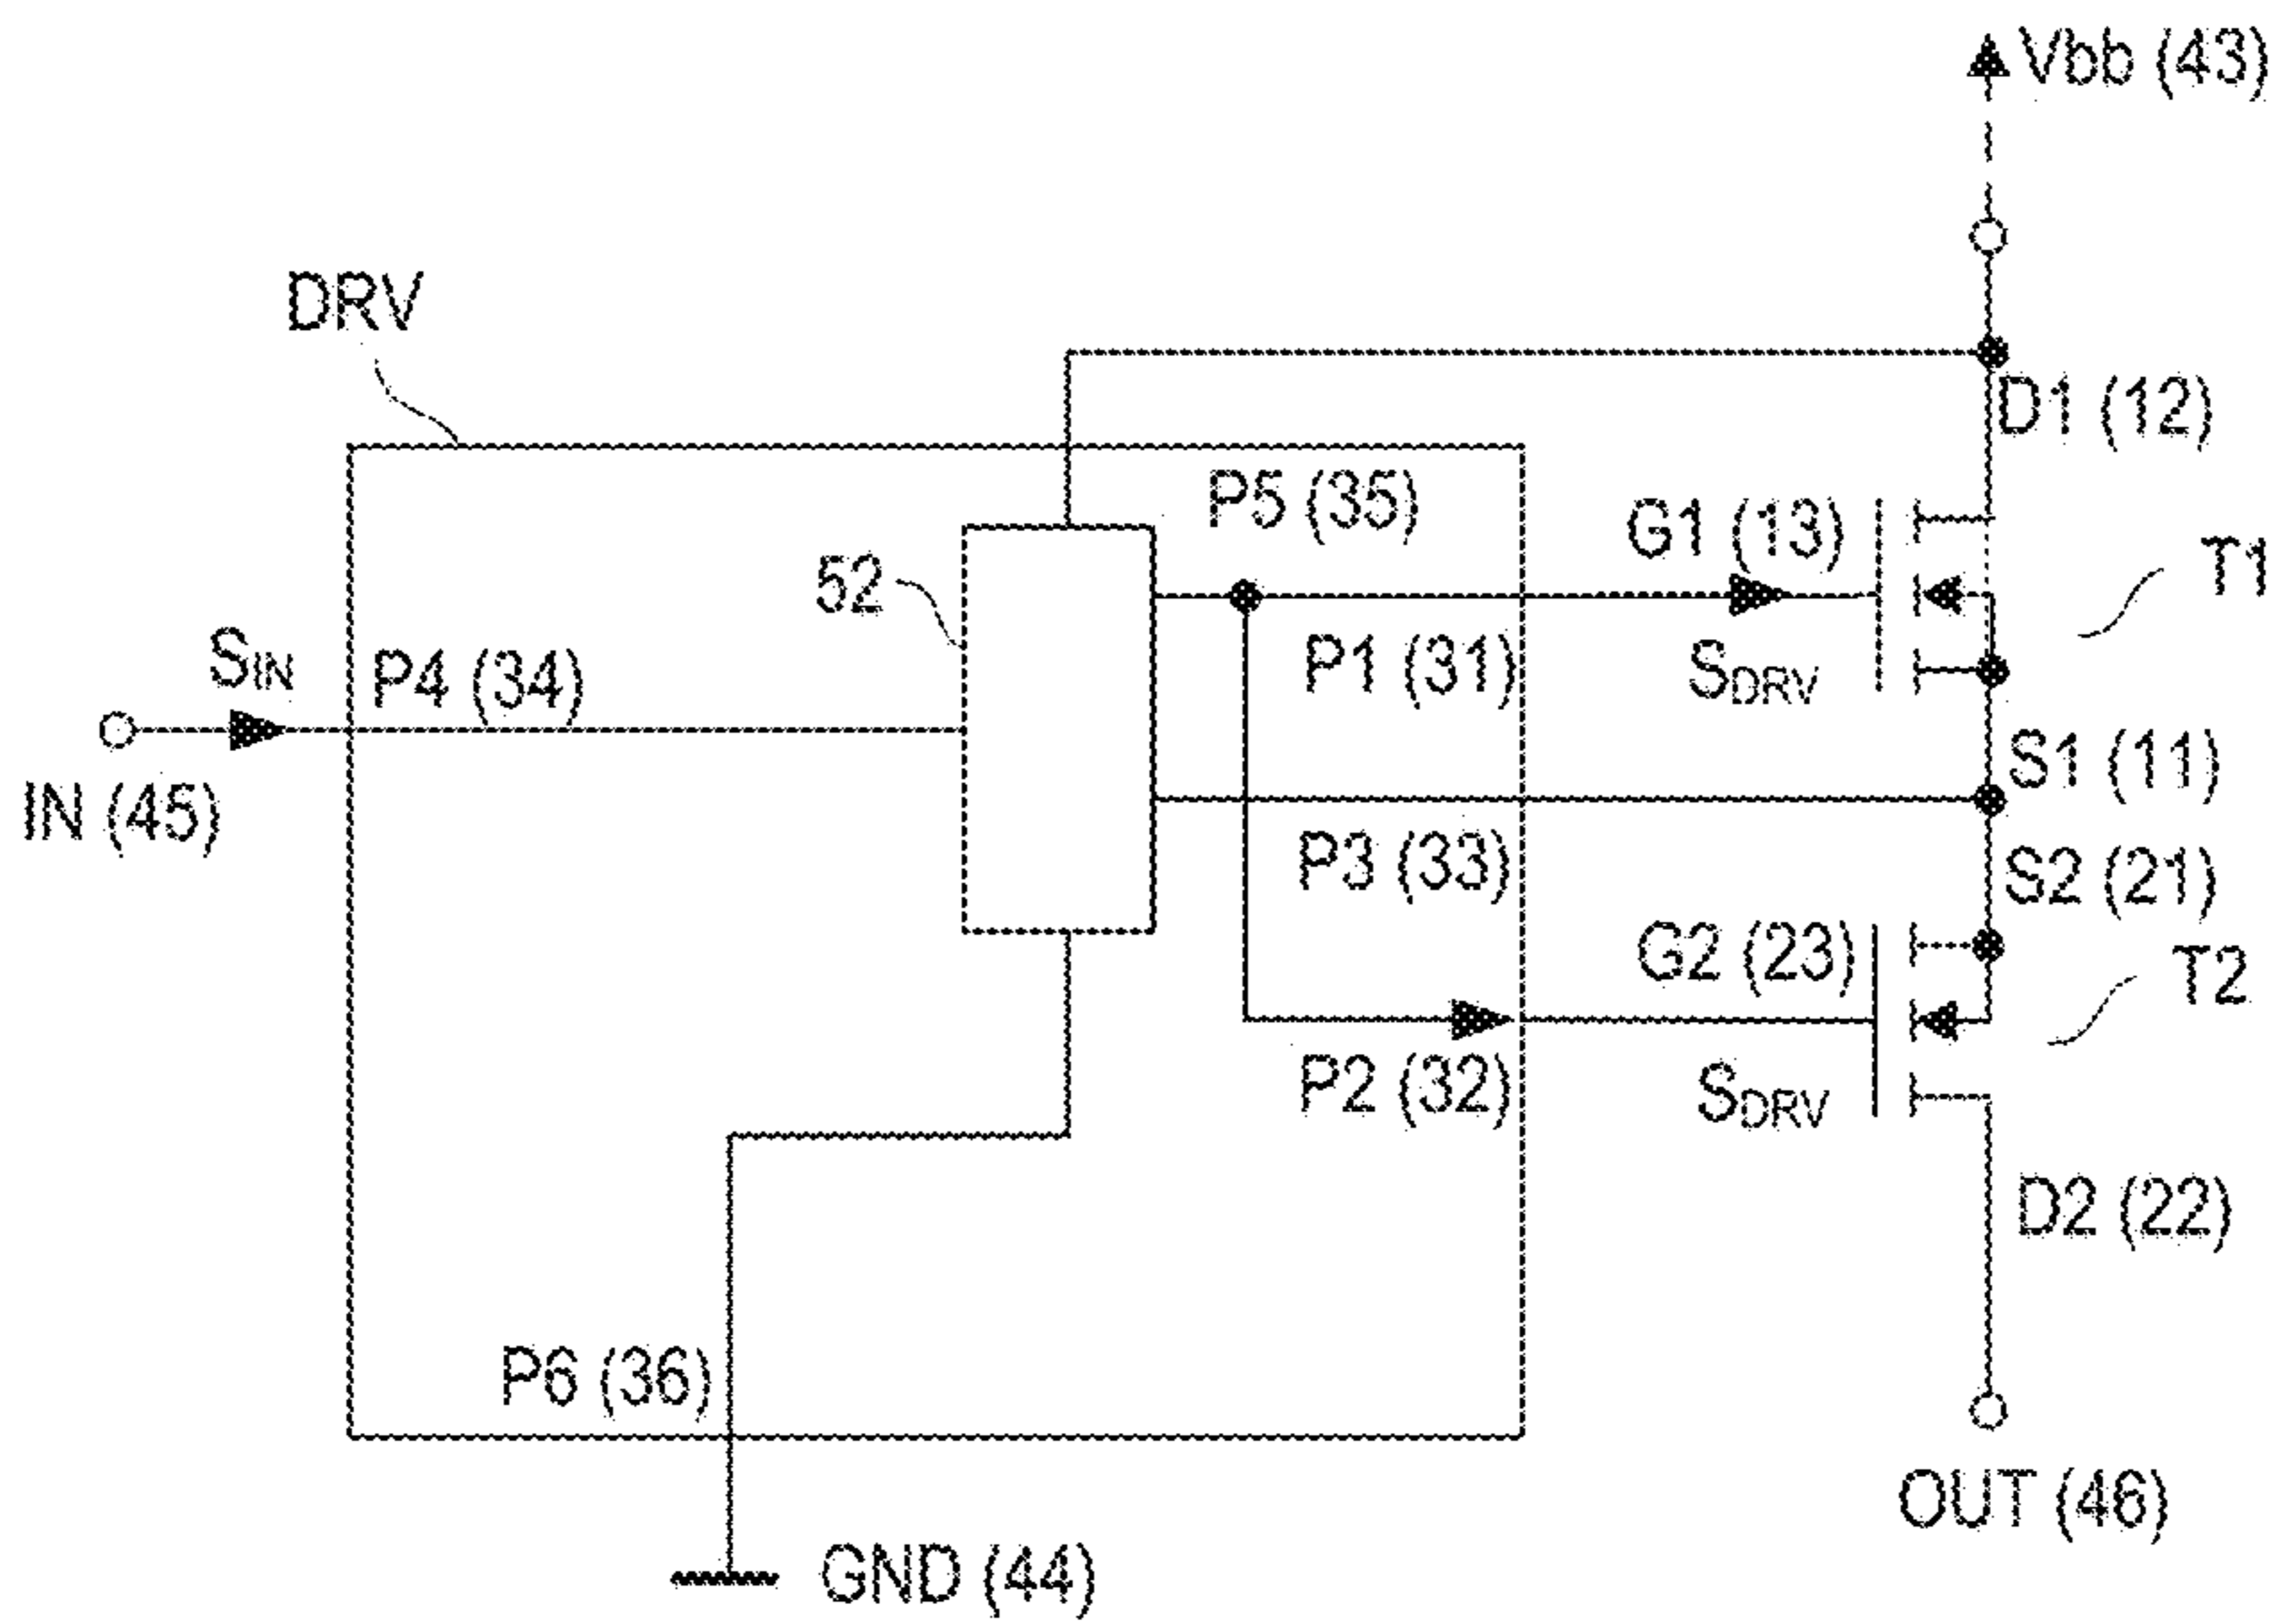 Vbb (43)
DRV
D1 (12)
P5 (35)
G1 (13)
T1
52
SIN
P4 (34)
P1 (31)
SDRV
S1 (11)
IN (45)
P3 (33)
S2 (21)
G2 (23)
T2
P2 (32)
SDRV
D2 (22)
P6 (36)
OUT (46)
GND (44)